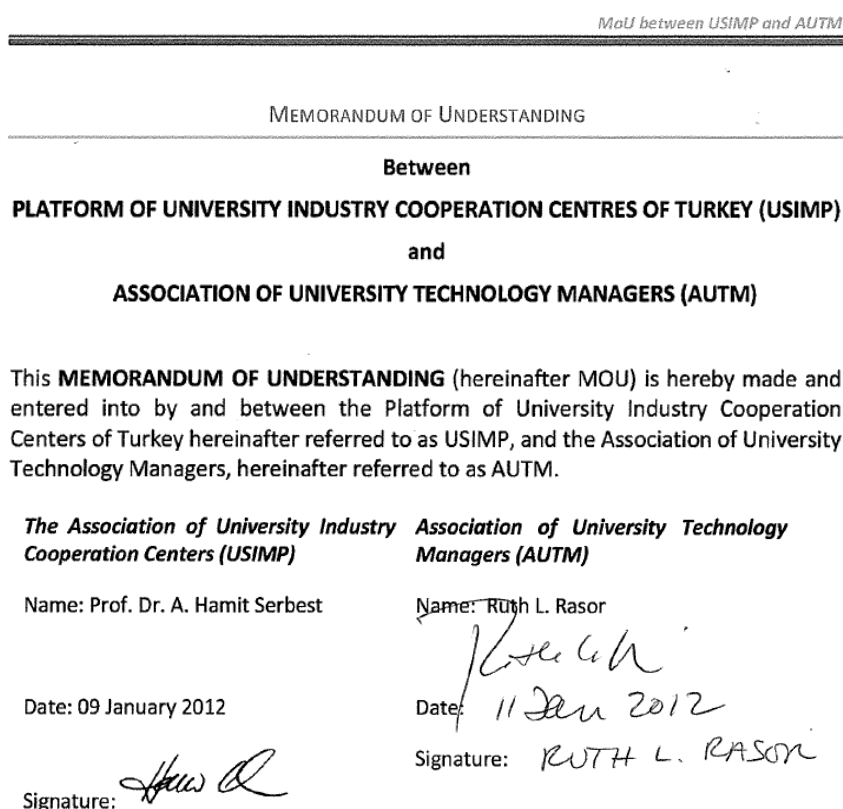 MoU between USIMP and AUTM
MEMORANDUM OF UNDERSTANDING
Between
PLATFORM OF UNIVERSITY INDUSTRY COOPERATION CENTRES OF TURKEY (USIMP)
and
ASSOCIATION OF UNIVERSITY TECHNOLOGY MANAGERS (AUTM)
This MEMORANDUM OF UNDERSTANDING (hereinafter MOU) is hereby made and
entered into by and between the Platform of University Industry Cooperation
Centers of Turkey hereinafter referred to as USIMP, and the Association of University
Technology Managers, hereinafter referred to as AUTM.
The Association of University Industry
Cooperation Centers (USIMP)
Name: Prof. Dr. A. Hamit Serbest
Date: 09 January 2012
Signature:
Association of University Technology
Managers (AUTM)
Name: Ruth L. Rasor
Date: 11 Jan 2012
Signature: RUTH L. RASOR